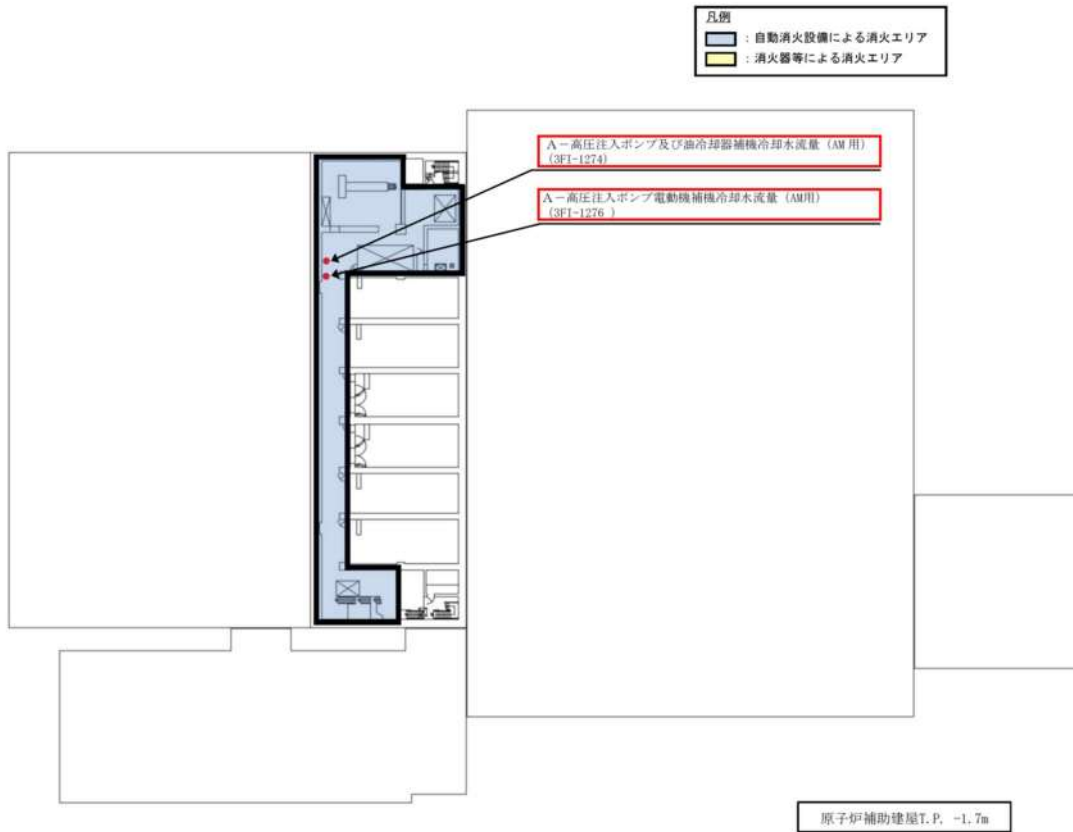 凡例
：自動消火設備による消火エリア
：消火器等による消火エリア
A－高圧注入ポンプ及び油冷却器補機冷却水流量（AM用）
(3FI-1274)
A－高圧注入ポンプ電動機補機冷却水流量（AM用）
(3FI-1276 )
原子炉補助建屋T.P. -1.7m